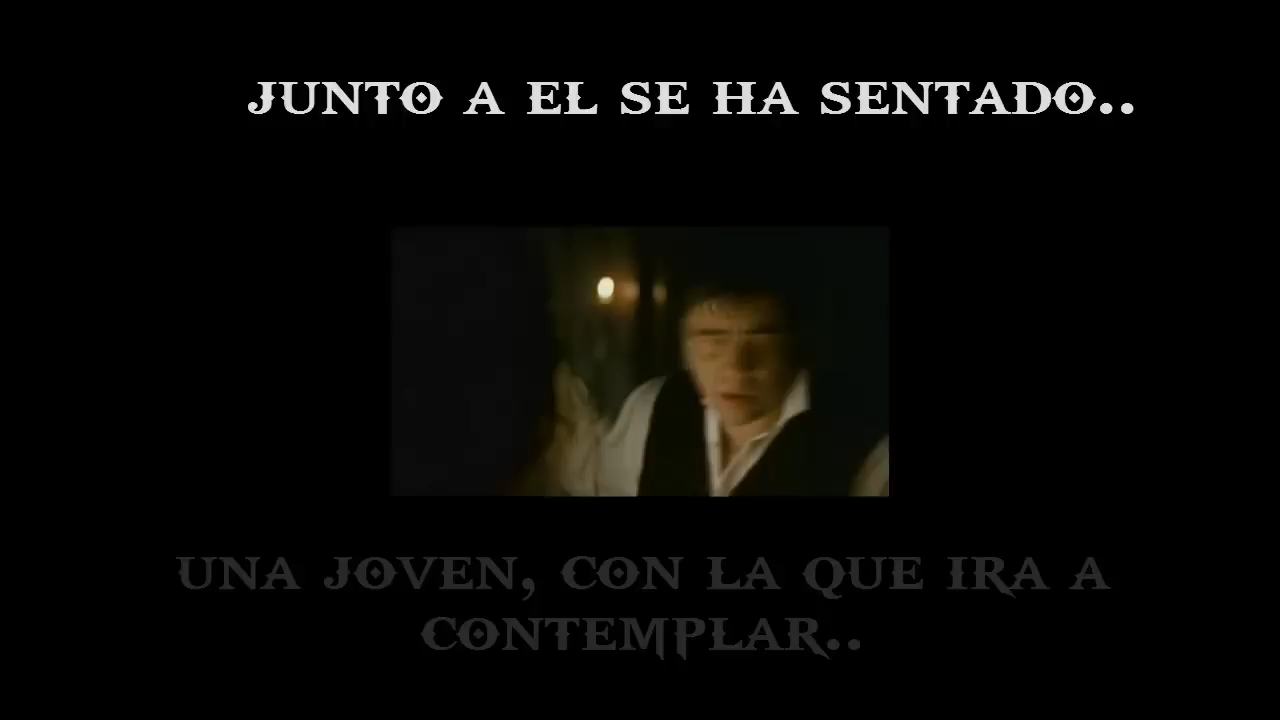 JUNTO A EL SE HA SENTADO..
UNA JOVEN, CON LA QUE IRA A
CONTEMPLAR..